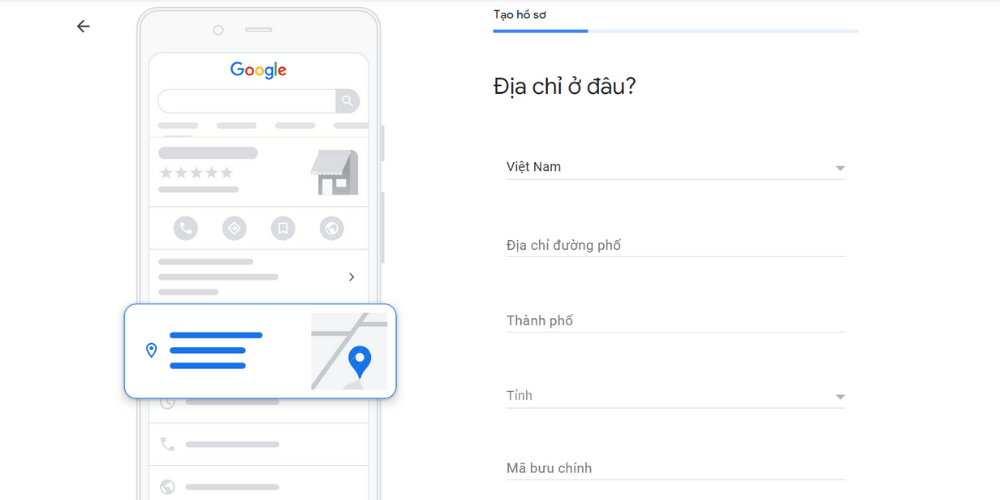 Google
Tạo hồ sơ
Địa chỉ ở đâu?
Việt Nam
Địa chỉ đường phố
Thành phố
Tỉnh
Mã bưu chính